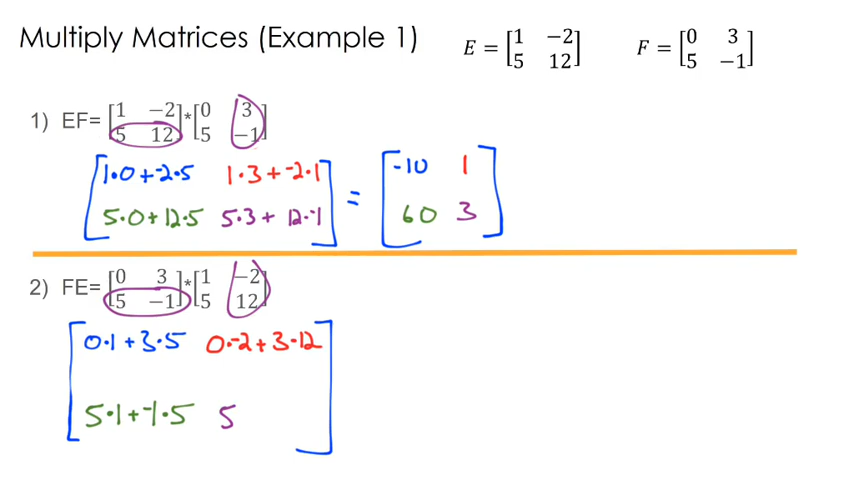 Multiply Matrices (Example 1) E = [1 −2 F = [0 3
5 12] 5 −1]
1) EF= [1 −2 ]*[0 3
5 12 5 −1]
[1·0+-2·5 1·3+-2·1 = [-10 1
5·0+12·5 5·3+ 12·-1] 60 3]
2) FE= [0 3 ]*[1 −2
5 −1 5 12]
[0·1+3·5 0·-2+3·12
5·1+-1·5 5 ]